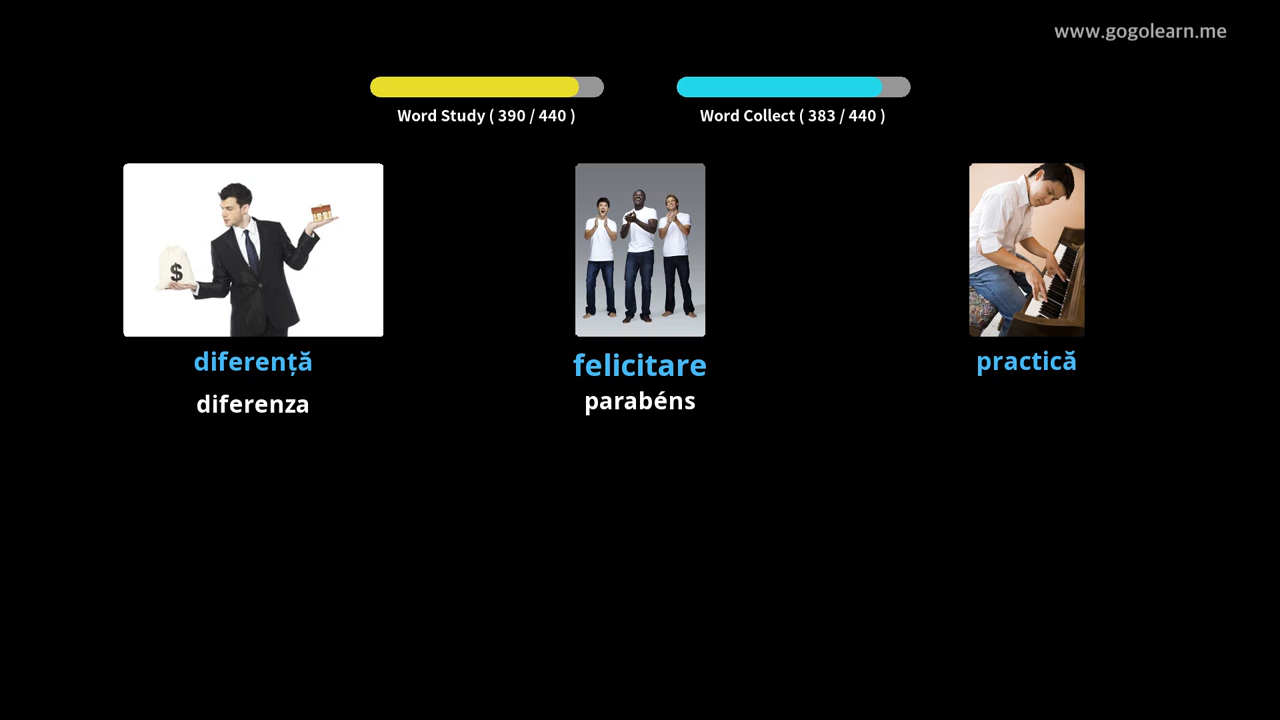 www.gogolearn.me
Word Study ( 390 / 440 )
Word Collect ( 383 / 440 )
$
diferență
felicitare
practică
diferenza
parabéns